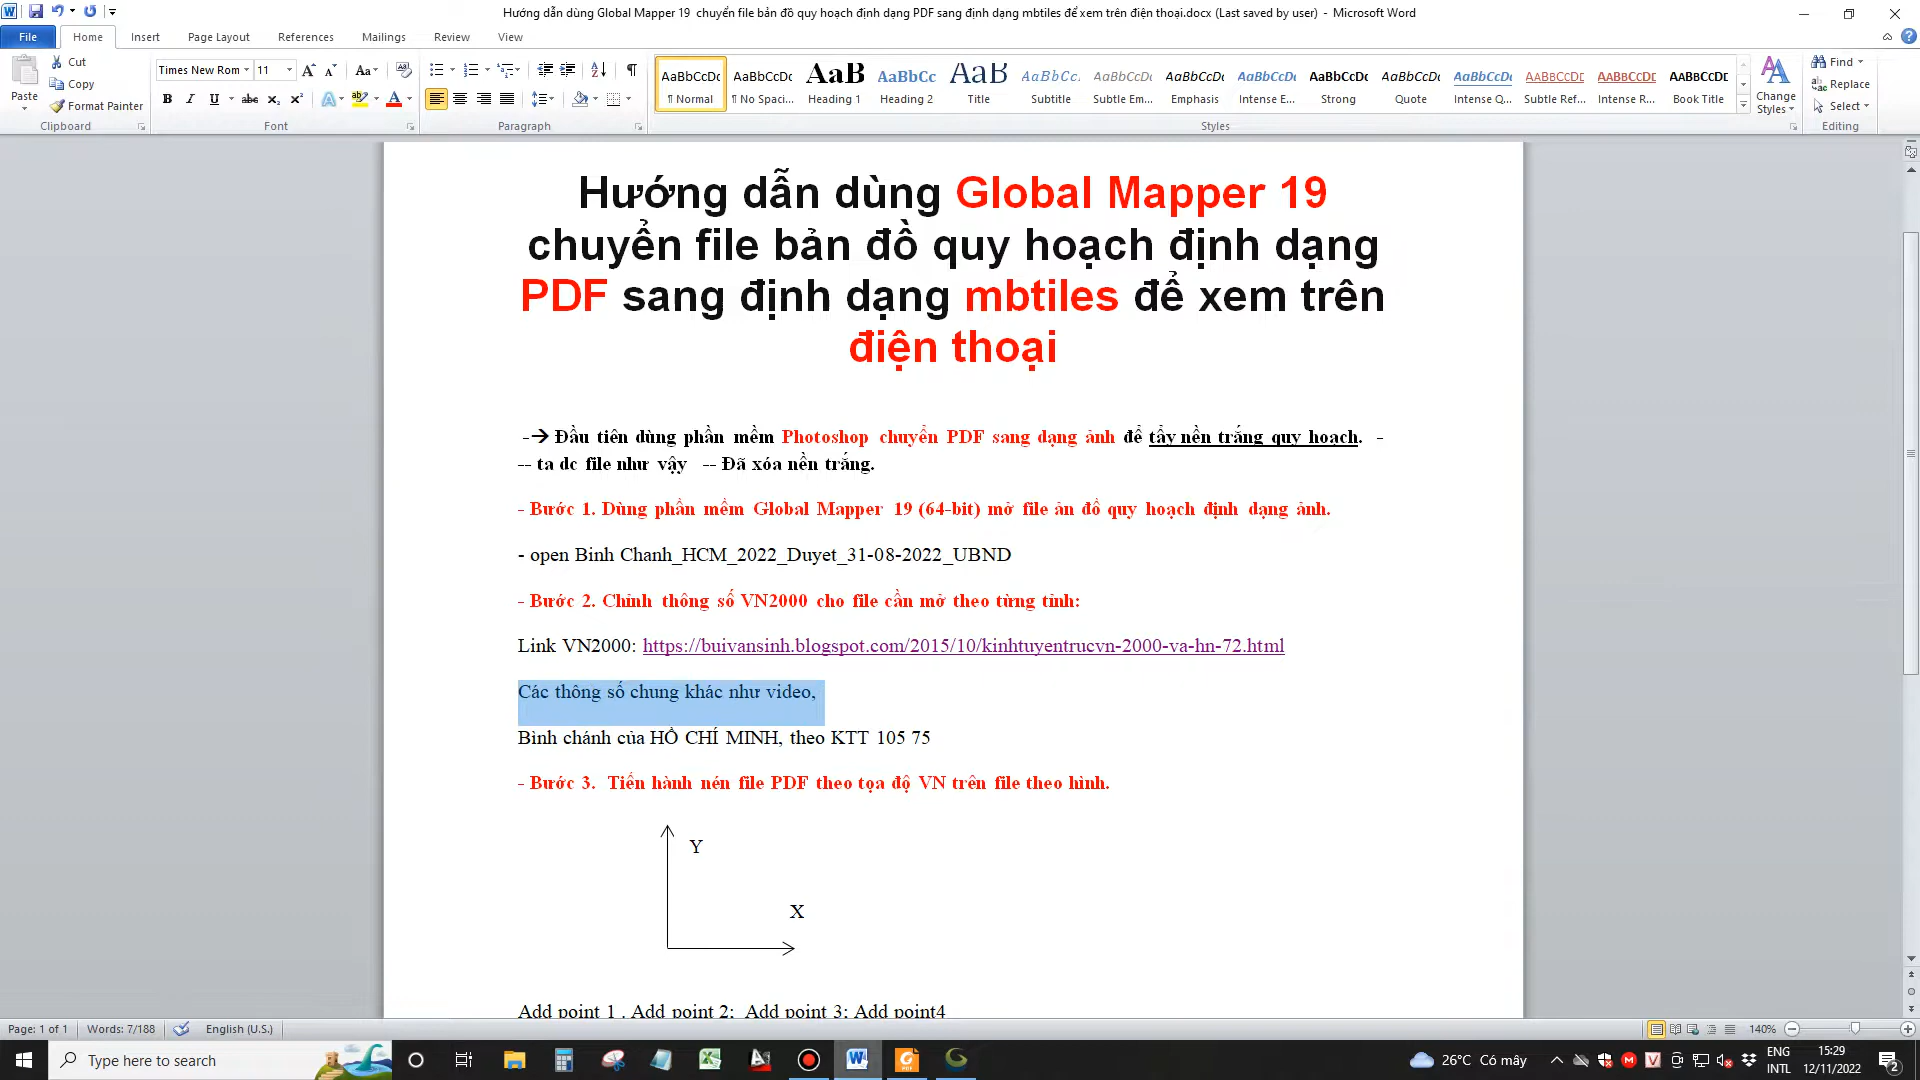 Hướng dẫn dùng Global Mapper 19  chuyển file bản đồ quy hoạch định dạng PDF sang định dạng mbtiles để xem trên điện thoại.docx (Last saved by user)  -  Microsoft Word
File Home Insert Page Layout References Mailings Review View
Paste Cut Copy Format Painter
Times New Rom 11
AaBbCcDc AaBbCcDc AaB AaBbCc AaB AaBbCc. AaBbCcDc AaBbCcDc AaBbCcDc AaBbCcDc AaBbCcDc AaBbCcDc AABBCCDE AABBCCDE AABBCCDE
¶ Normal ¶ No Spaci... Heading 1 Heading 2 Title Subtitle Subtle Em... Emphasis Intense E... Strong Quote Intense Q... Subtle Ref... Intense R... Book Title
Change Styles
Find Replace Select
Clipboard Font Paragraph Styles Editing
Hướng dẫn dùng Global Mapper 19
chuyển file bản đồ quy hoạch định dạng
PDF sang định dạng mbtiles để xem trên
điện thoại
-→ Đầu tiên dùng phần mềm Photoshop chuyển PDF sang dạng ảnh để tẩy nền trắng quy hoạch. -
-- ta dc file như vậy -- Đã xóa nền trắng.
- Bước 1. Dùng phần mềm Global Mapper 19 (64-bit) mở file ản đồ quy hoạch định dạng ảnh.
- open Binh Chanh_HCM_2022_Duyet_31-08-2022_UBND
- Bước 2. Chỉnh thông số VN2000 cho file cần mở theo từng tỉnh:
Link VN2000: https://buivansinh.blogspot.com/2015/10/kinhtuyentrucvn-2000-va-hn-72.html
Các thông số chung khác như video,
Bình chánh của HỒ CHÍ MINH, theo KTT 105 75
- Bước 3. Tiến hành nén file PDF theo tọa độ VN trên file theo hình.
Y
X
Add point 1 . Add point 2; Add point 3; Add point4
Page: 1 of 1 Words: 7/188 English (U.S.) 140%
Type here to search
26°C Có mây
ENG
INTL
15:29
12/11/2022
2